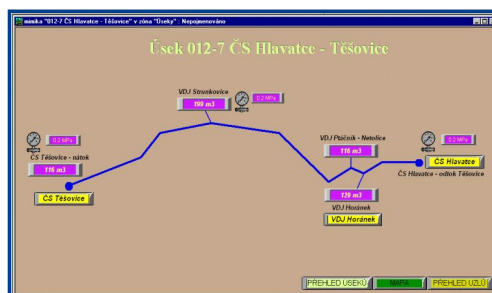 mimika "012-7 ČS Hlavatce - Těšovice" v zóna "Úseky" : Nepojmenováno
Úsek 012-7 ČS Hlavatce - Těšovice
VDJ Strunkovice
199 m3
0.2 MPa
0.2 MPa
ČS Těšovice - nátok
116 m3
ČS Těšovice
VDJ Ptáčník - Netolice
116 m3
0.2 MPa
ČS Hlavatce
ČS Hlavatce - odtok Těšovice
129 m3
VDJ Horánek
VDJ Horánek
PŘEHLED ÚSEKŮ
MAPA
PŘEHLED UZLŮ